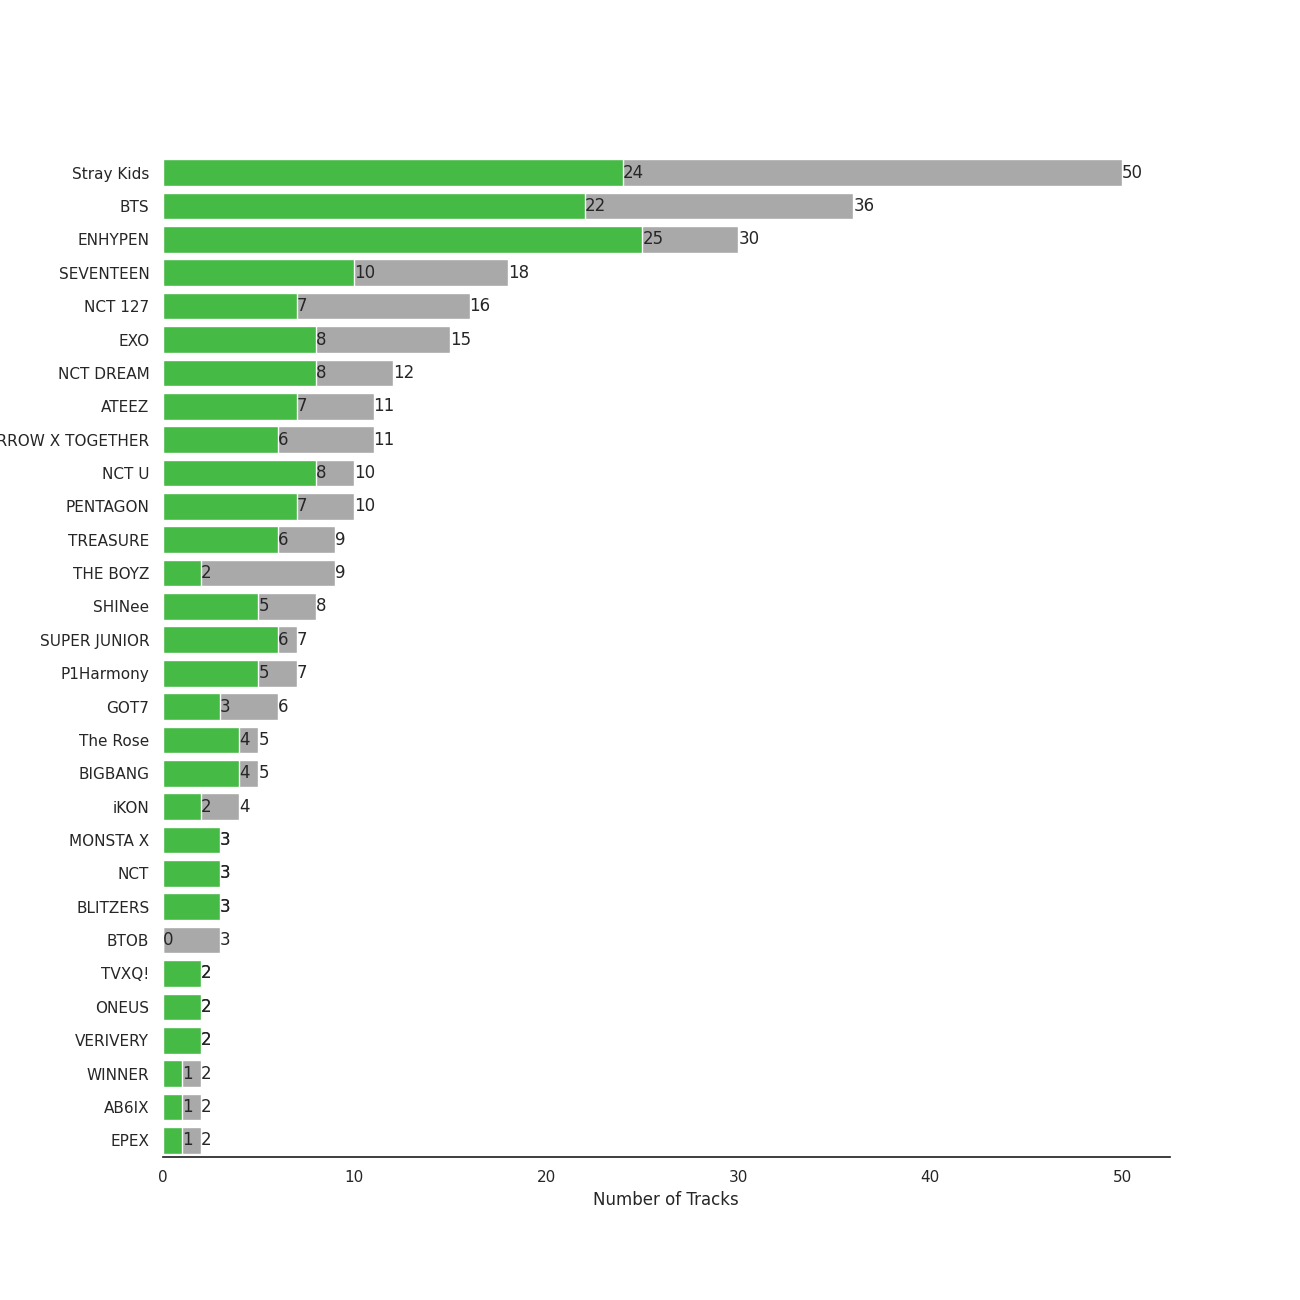 Stray Kids 24 50
BTS 22 36
ENHYPEN 25 30
SEVENTEEN 10 18
NCT 127 7 16
EXO 8 15
NCT DREAM 8 12
ATEEZ 7 11
RROW X TOGETHER 6 11
NCT U 8 10
PENTAGON 7 10
TREASURE 6 9
THE BOYZ 2 9
SHINee 5 8
SUPER JUNIOR 6 7
P1Harmony 5 7
GOT7 3 6
The Rose 4 5
BIGBANG 4 5
iKON 2 4
MONSTA X 3
NCT 3
BLITZERS 3
BTOB 0 3
TVXQ! 2
ONEUS 2
VERIVERY 2
WINNER 1 2
AB6IX 1 2
EPEX 1 2
0 10 20 30 40 50
Number of Tracks